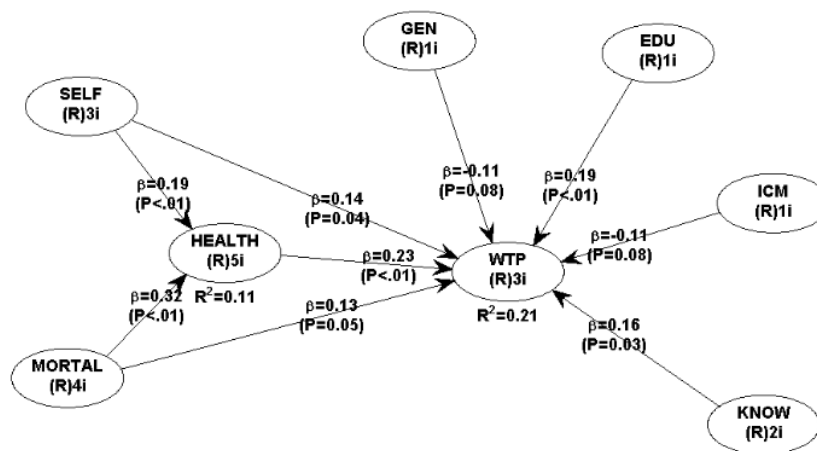 GEN
(R)1i
EDU
(R)1i
SELF
(R)3i
β=0.19
(P<.01)
β=0.14
(P=0.04)
β=-0.11
(P=0.08)
β=0.19
(P<.01)
ICM
(R)1i
β=-0.11
(P=0.08)
HEALTH
(R)5i
R²=0.11
β=0.23
(P<.01)
WTP
(R)3i
R²=0.21
β=0.32
(P<.01)
β=0.13
(P=0.05)
β=0.16
(P=0.03)
MORTAL
(R)4i
KNOW
(R)2i